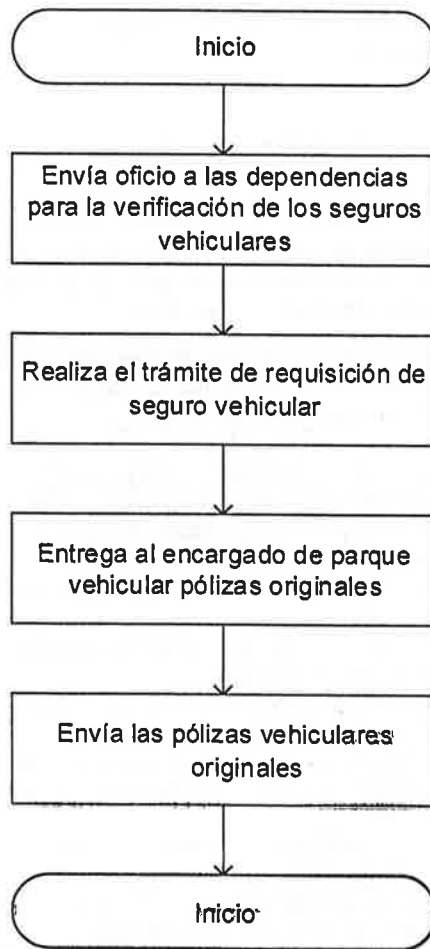 Inicio
Envía oficio a las dependencias
para la verificación de los seguros
vehiculares
Realiza el trámite de requisición de
seguro vehicular
Entrega al encargado de parque
vehicular pólizas originales
Envía las pólizas vehiculares
originales
Inicio